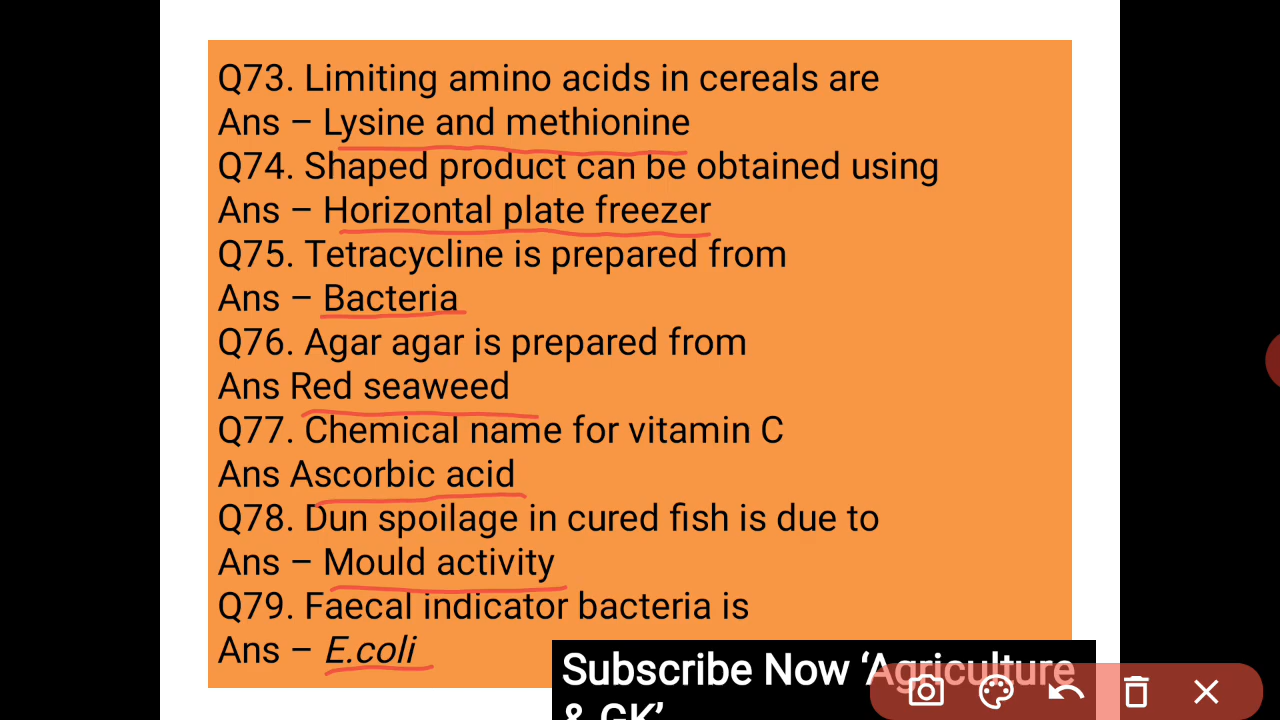 Q73. Limiting amino acids in cereals are
Ans – Lysine and methionine
Q74. Shaped product can be obtained using
Ans – Horizontal plate freezer
Q75. Tetracycline is prepared from
Ans – Bacteria
Q76. Agar agar is prepared from
Ans Red seaweed
Q77. Chemical name for vitamin C
Ans Ascorbic acid
Q78. Dun spoilage in cured fish is due to
Ans – Mould activity
Q79. Faecal indicator bacteria is
Ans – E.coli
Subscribe Now ‘Agriculture
& GK’